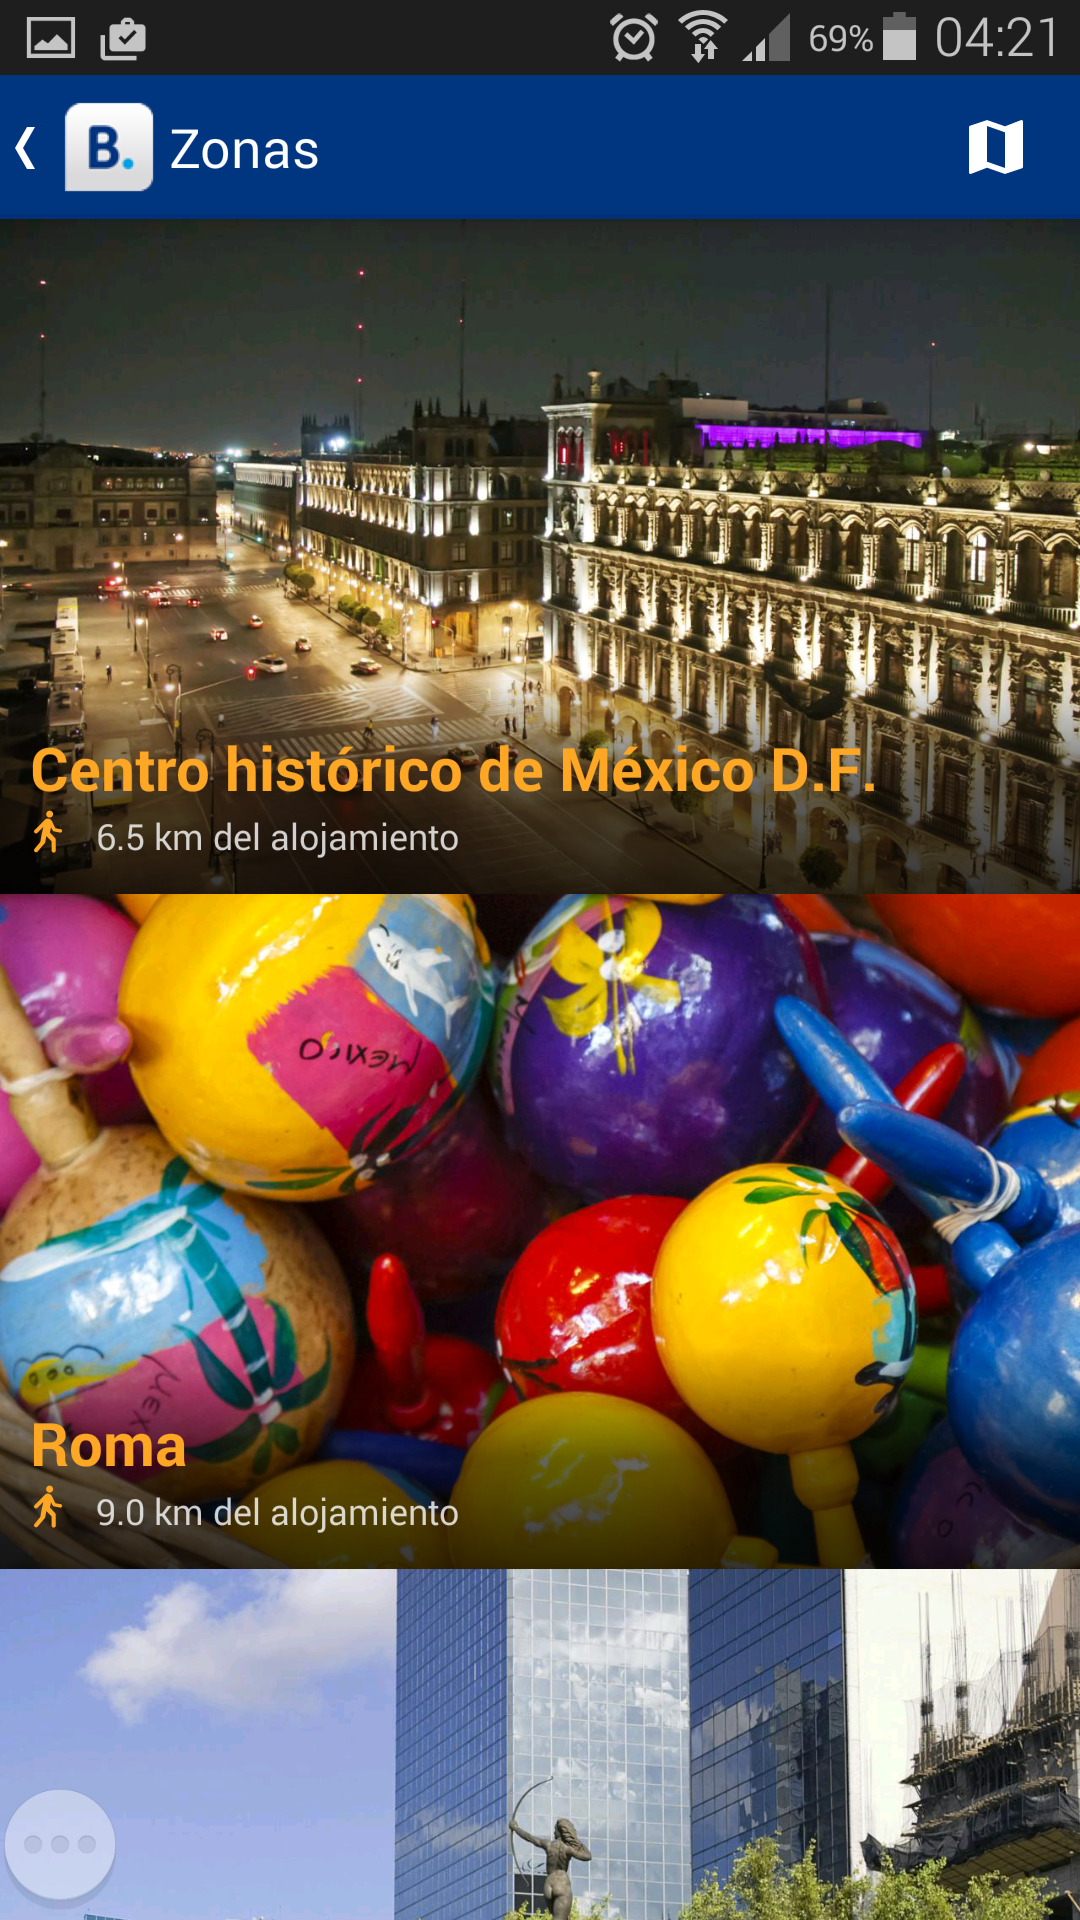 69% 04:21
B. Zonas
MEXICO
Centro histórico de México D.F.
6.5 km del alojamiento
Roma
9.0 km del alojamiento